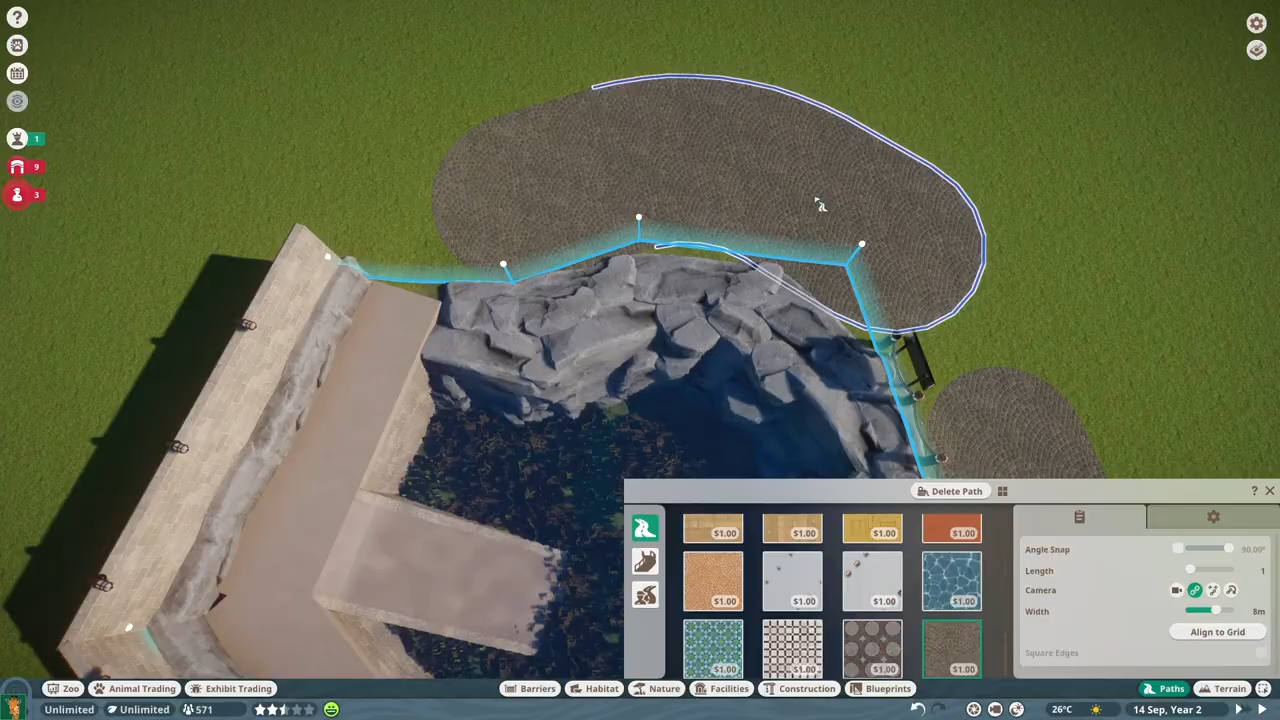 ?
1
9
3
Delete Path
?
$1.00 $1.00 $1.00 $1.00
$1.00 $1.00 $1.00 $1.00
$1.00 $1.00 $1.00 $1.00
Angle Snap 90.00°
Length 1
Camera
Width 8m
Align to Grid
Square Edges
Zoo Animal Trading Exhibit Trading Barriers Habitat Nature Facilities Construction Blueprints Paths Terrain
Unlimited Unlimited 571 26°C 14 Sep, Year 2